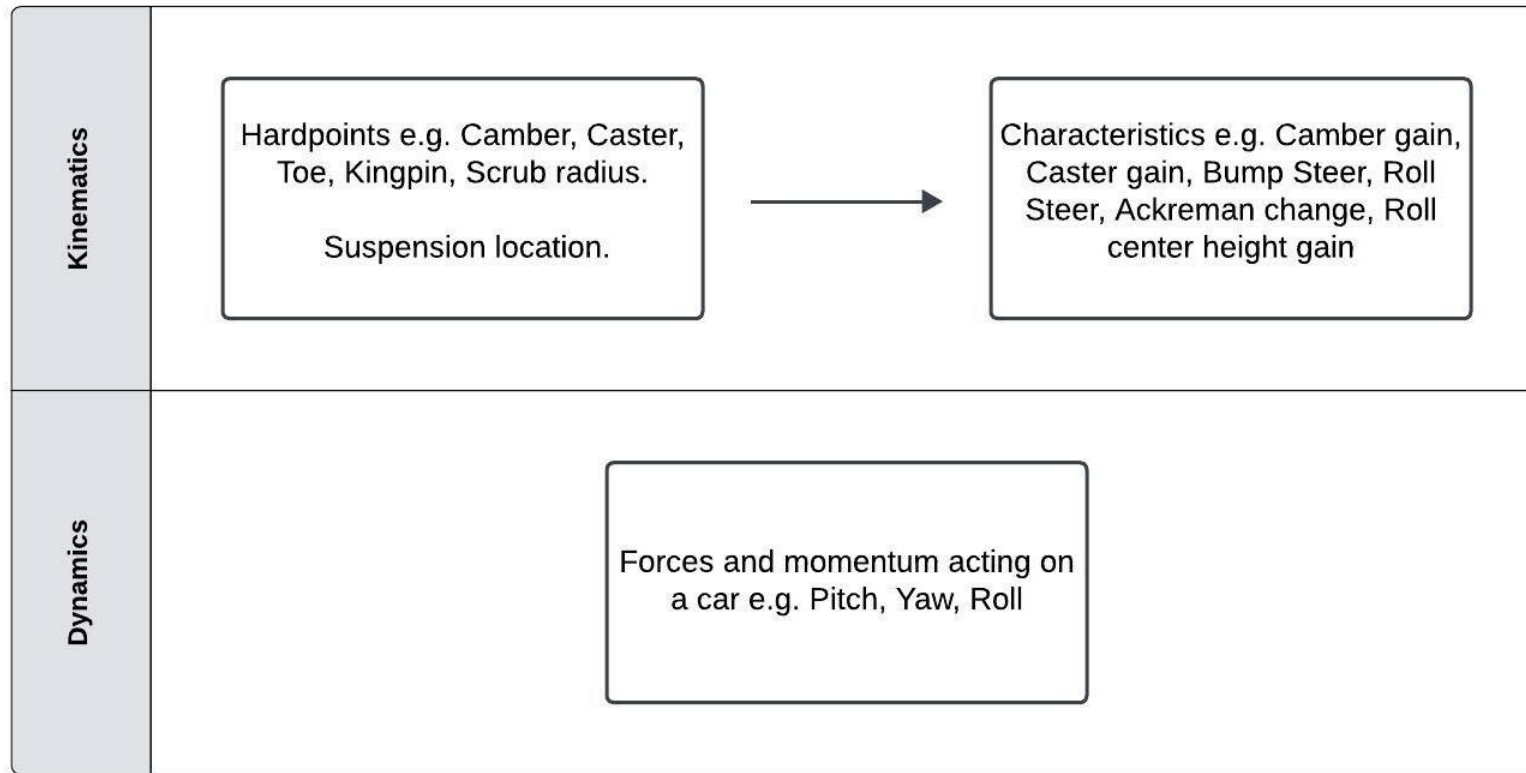 Kinematics
Hardpoints e.g. Camber, Caster,
Toe, Kingpin, Scrub radius.
Suspension location.
Characteristics e.g. Camber gain,
Caster gain, Bump Steer, Roll
Steer, Ackreman change, Roll
center height gain
Dynamics
Forces and momentum acting on
a car e.g. Pitch, Yaw, Roll